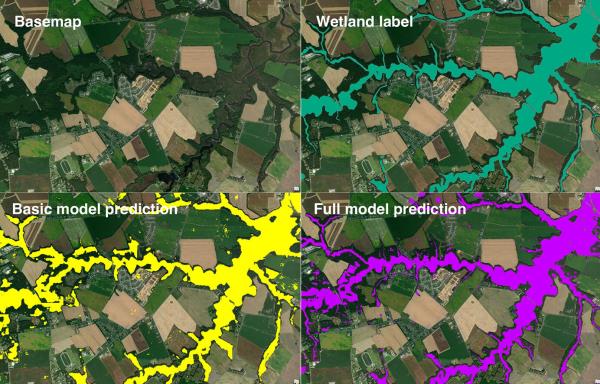 Basemap
Wetland label
Basic model prediction
Full model prediction